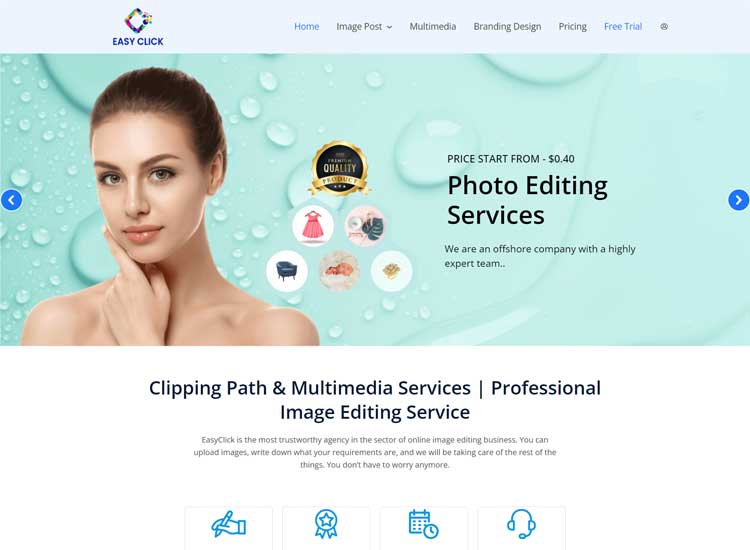 EASY CLICK
Home Image Post Multimedia Branding Design Pricing Free Trial
PREMIUM
QUALITY
PRODUCT
PRICE START FROM - $0.40
Photo Editing
Services
We are an offshore company with a highly
expert team..
Clipping Path & Multimedia Services | Professional
Image Editing Service
EasyClick is the most trustworthy agency in the sector of online image editing business. You can
upload images, write down what your requirements are, and we will be taking care of the rest of the
things. You don't have to worry anymore.